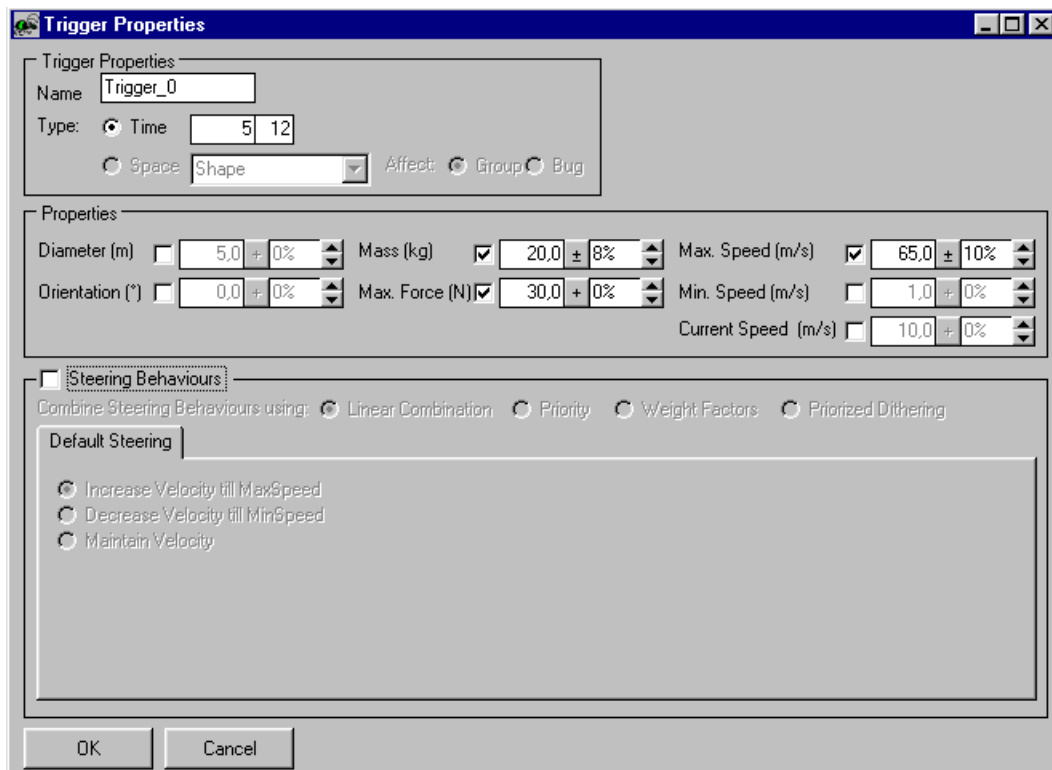 Trigger Properties
Trigger Properties
Name Trigger_0
Type: Time 5 12
Space Shape Affect: Group Bug
Properties
Diameter (m) 5,0 + 0% Mass (kg) 20,0 ± 8% Max. Speed (m/s) 65,0 ± 10%
Orientation (°) 0,0 + 0% Max. Force (N) 30,0 + 0% Min. Speed (m/s) 1,0 + 0%
Current Speed (m/s) 10,0 + 0%
Steering Behaviours
Combine Steering Behaviours using: Linear Combination Priority Weight Factors Priorized Dithering
Default Steering
Increase Velocity till MaxSpeed
Decrease Velocity till MinSpeed
Maintain Velocity
OK Cancel